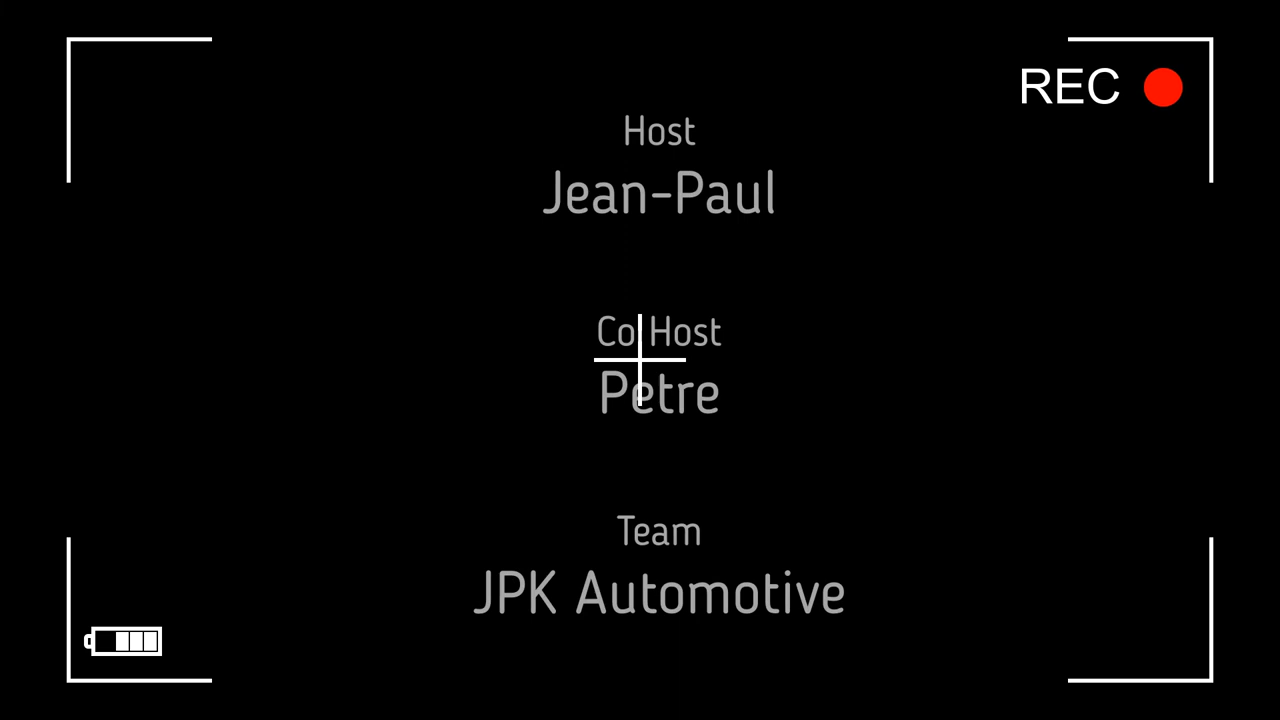 REC
Host
Jean-Paul
Co Host
Petre
Team
JPK Automotive